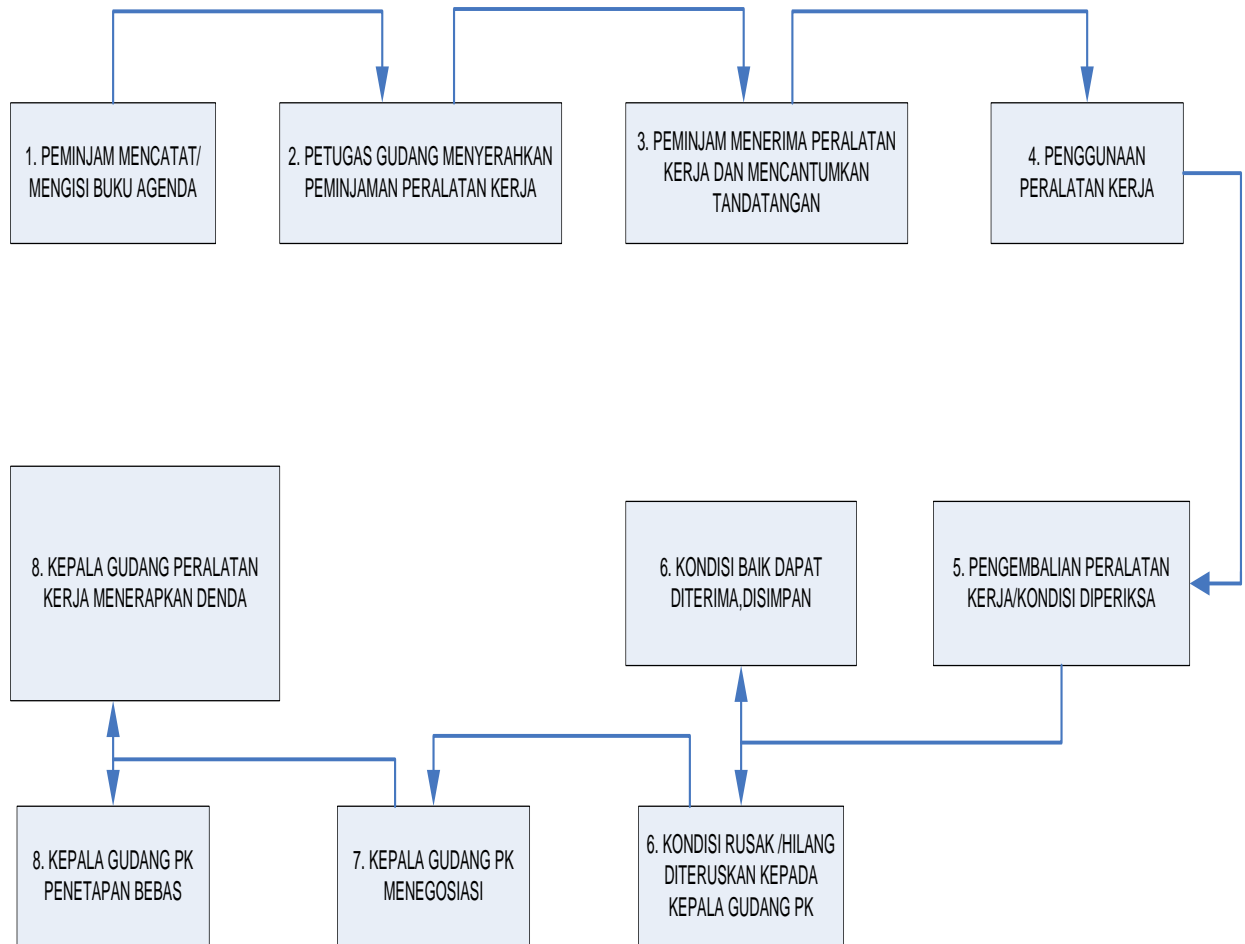 1. PEMINJAM MENCATAT/
MENGISI BUKU AGENDA
2. PETUGAS GUDANG MENYERAHKAN
PEMINJAMAN PERALATAN KERJA
3. PEMINJAM MENERIMA PERALATAN
KERJA DAN MENCANTUMKAN
TANDATANGAN
4. PENGGUNAAN
PERALATAN KERJA
8. KEPALA GUDANG PERALATAN
KERJA MENERAPKAN DENDA
6. KONDISI BAIK DAPAT
DITERIMA,DISIMPAN
5. PENGEMBALIAN PERALATAN
KERJA/KONDISI DIPERIKSA
8. KEPALA GUDANG PK
PENETAPAN BEBAS
7. KEPALA GUDANG PK
MENEGOSIASI
6. KONDISI RUSAK /HILANG
DITERUSKAN KEPADA
KEPALA GUDANG PK